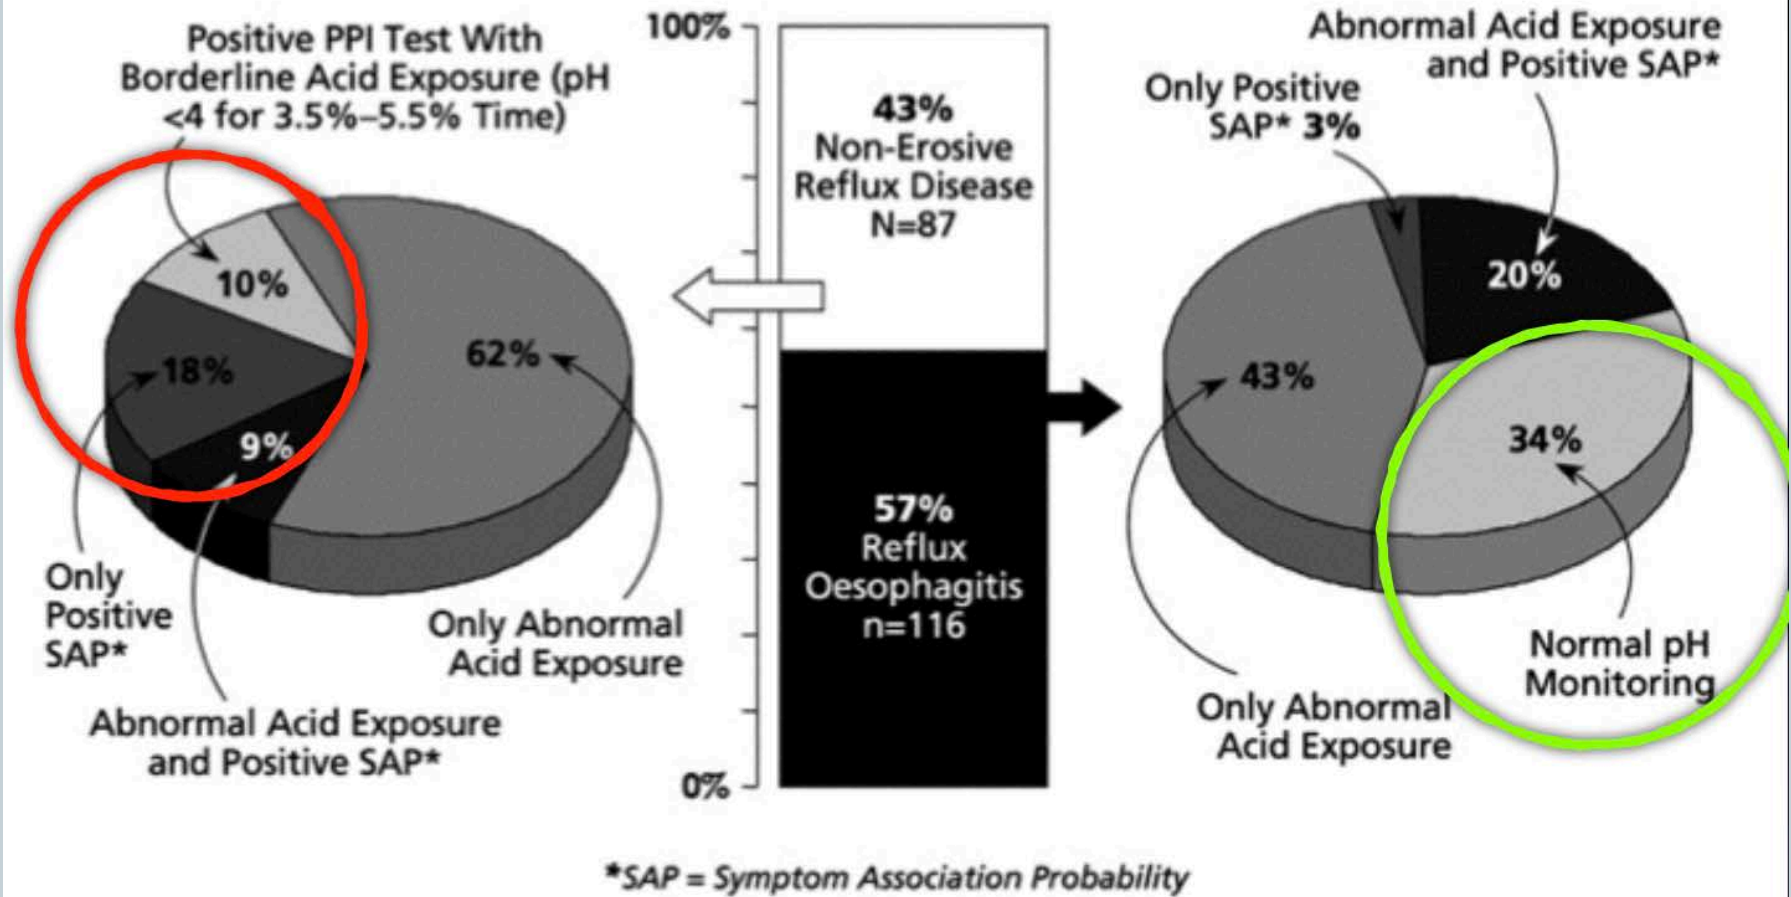 Positive PPI Test With
Borderline Acid Exposure (pH
<4 for 3.5%–5.5% Time)
10%
18%
9%
62%
Only
Positive
SAP*
Abnormal Acid Exposure
and Positive SAP*
Only Abnormal
Acid Exposure
100%
43%
Non-Erosive
Reflux Disease
N=87
57%
Reflux
Oesophagitis
n=116
0%
Abnormal Acid Exposure
and Positive SAP*
Only Positive
SAP* 3%
20%
43%
34%
Normal pH
Monitoring
Only Abnormal
Acid Exposure
*SAP = Symptom Association Probability